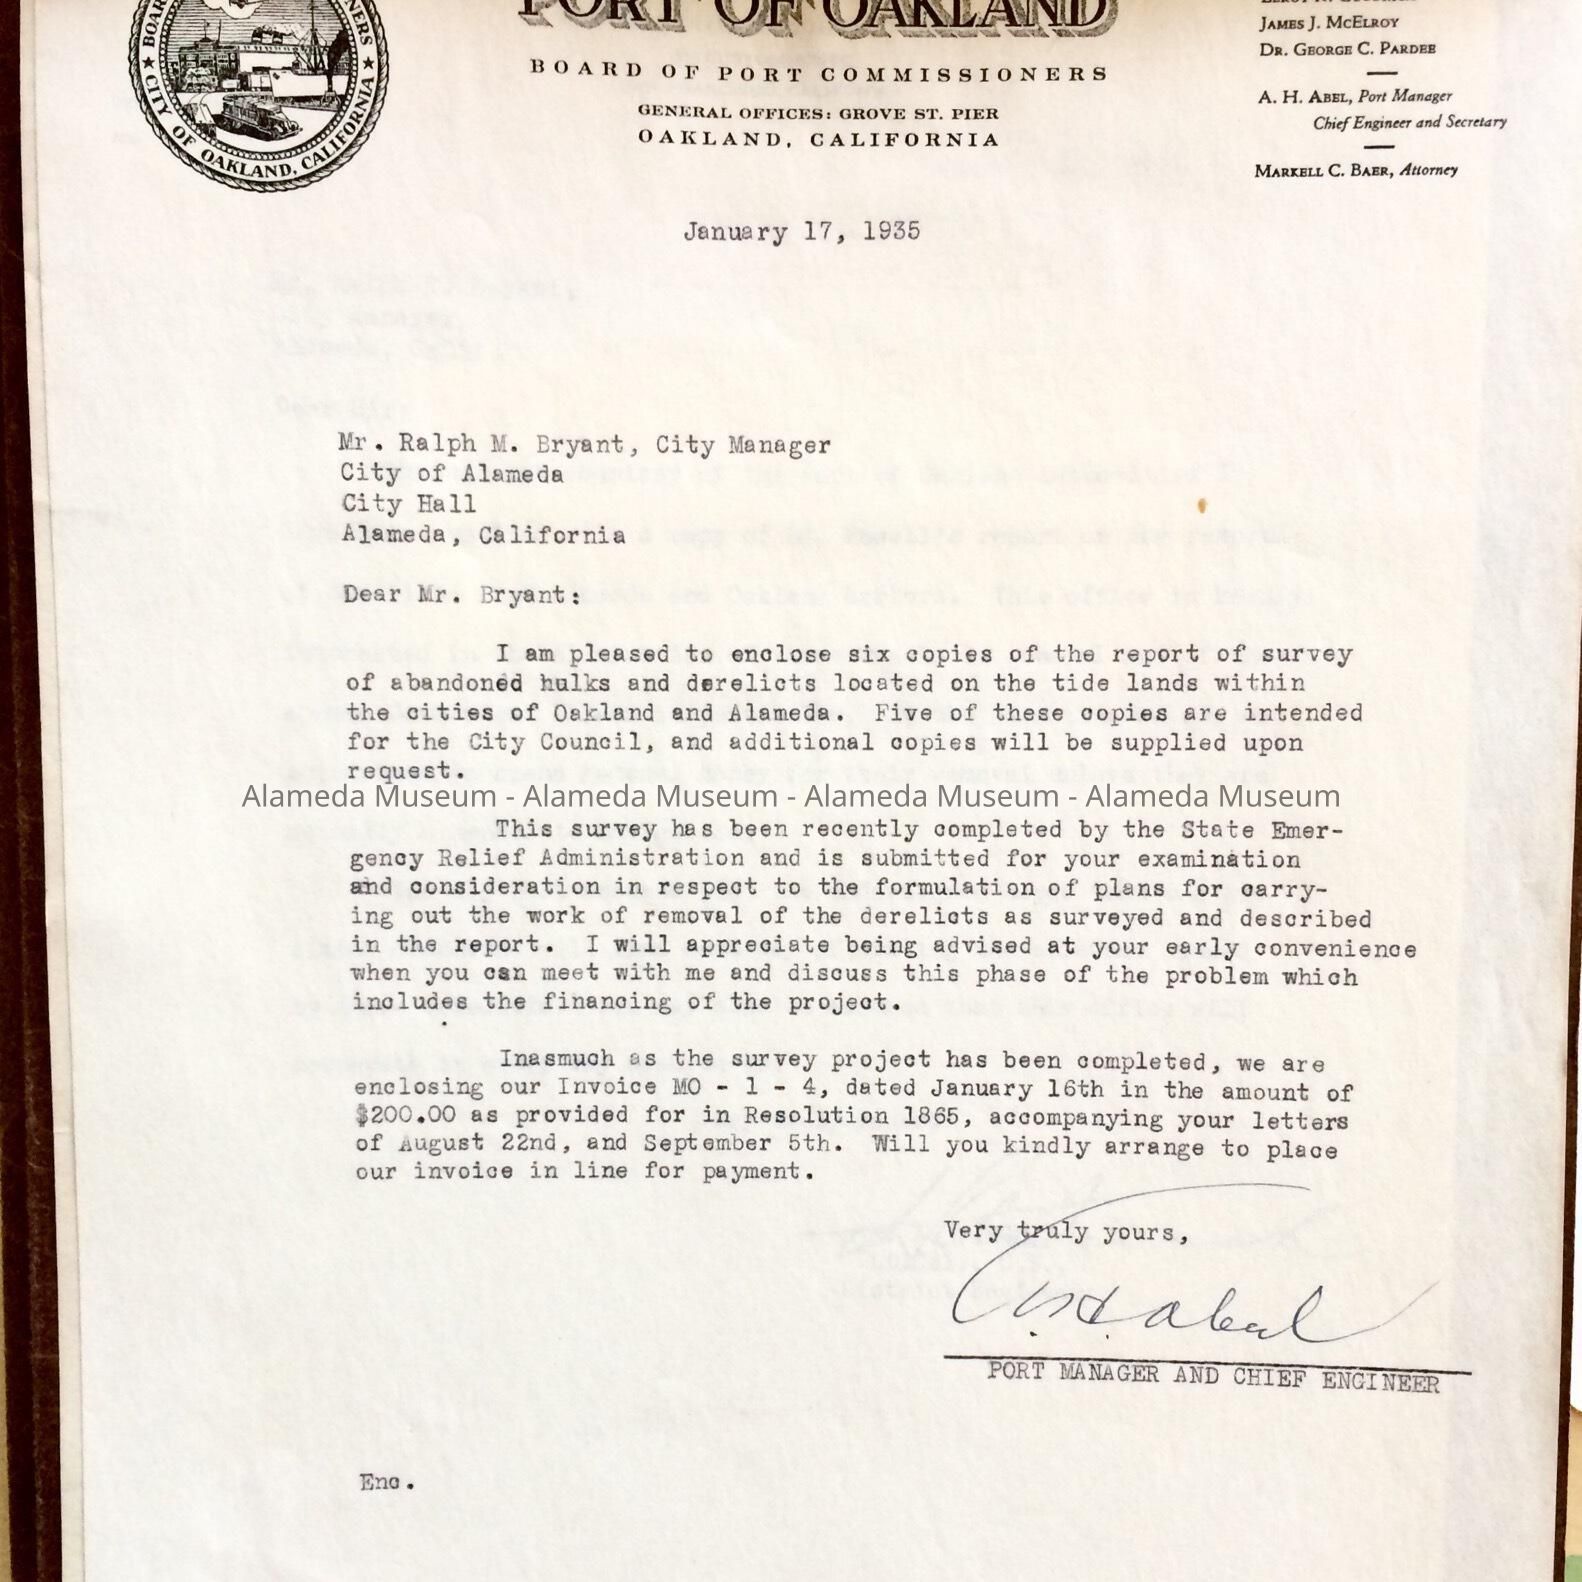 PORT OF OAKLAND
BOARD OF PORT COMMISSIONERS
GENERAL OFFICES: GROVE ST. PIER
OAKLAND, CALIFORNIA
CITY OF OAKLAND, CALIFORNIA
JAMES J. McELROY
DR. GEORGE C. PARDEE
A. H. ABEL, Port Manager
Chief Engineer and Secretary
MARKELL C. BAER, Attorney
January 17, 1935
Mr. Ralph M. Bryant, City Manager
City of Alameda
City Hall
Alameda, California
Dear Mr. Bryant:
I am pleased to enclose six copies of the report of survey
of abandoned hulks and derelicts located on the tide lands within
the cities of Oakland and Alameda. Five of these copies are intended
for the City Council, and additional copies will be supplied upon
request.
Alameda Museum - Alameda Museum - Alameda Museum - Alameda Museum
This survey has been recently completed by the State Emer-
gency Relief Administration and is submitted for your examination
and consideration in respect to the formulation of plans for carry-
ing out the work of removal of the derelicts as surveyed and described
in the report. I will appreciate being advised at your early convenience
when you can meet with me and discuss this phase of the problem which
includes the financing of the project.
Inasmuch as the survey project has been completed, we are
enclosing our Invoice MO - 1 - 4, dated January 16th in the amount of
$200.00 as provided for in Resolution 1865, accompanying your letters
of August 22nd, and September 5th. Will you kindly arrange to place
our invoice in line for payment.
Very truly yours,
A. H. Abel
PORT MANAGER AND CHIEF ENGINEER
Enc.